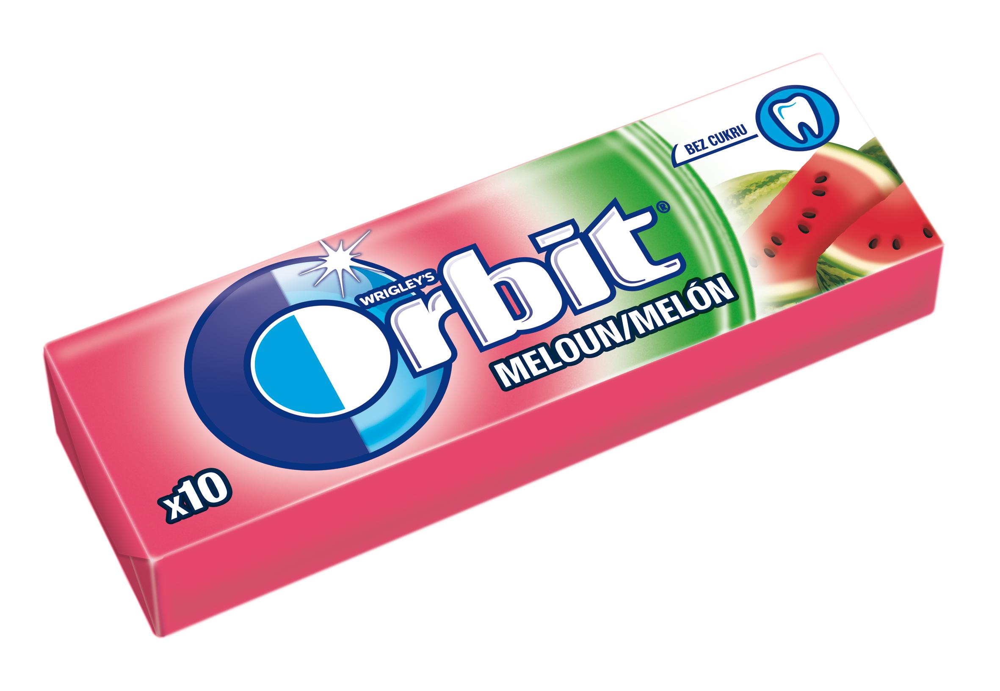 BEZ CUKRU
WRIGLEY'S
Orbit®
MELOUN/MELÓN
x10